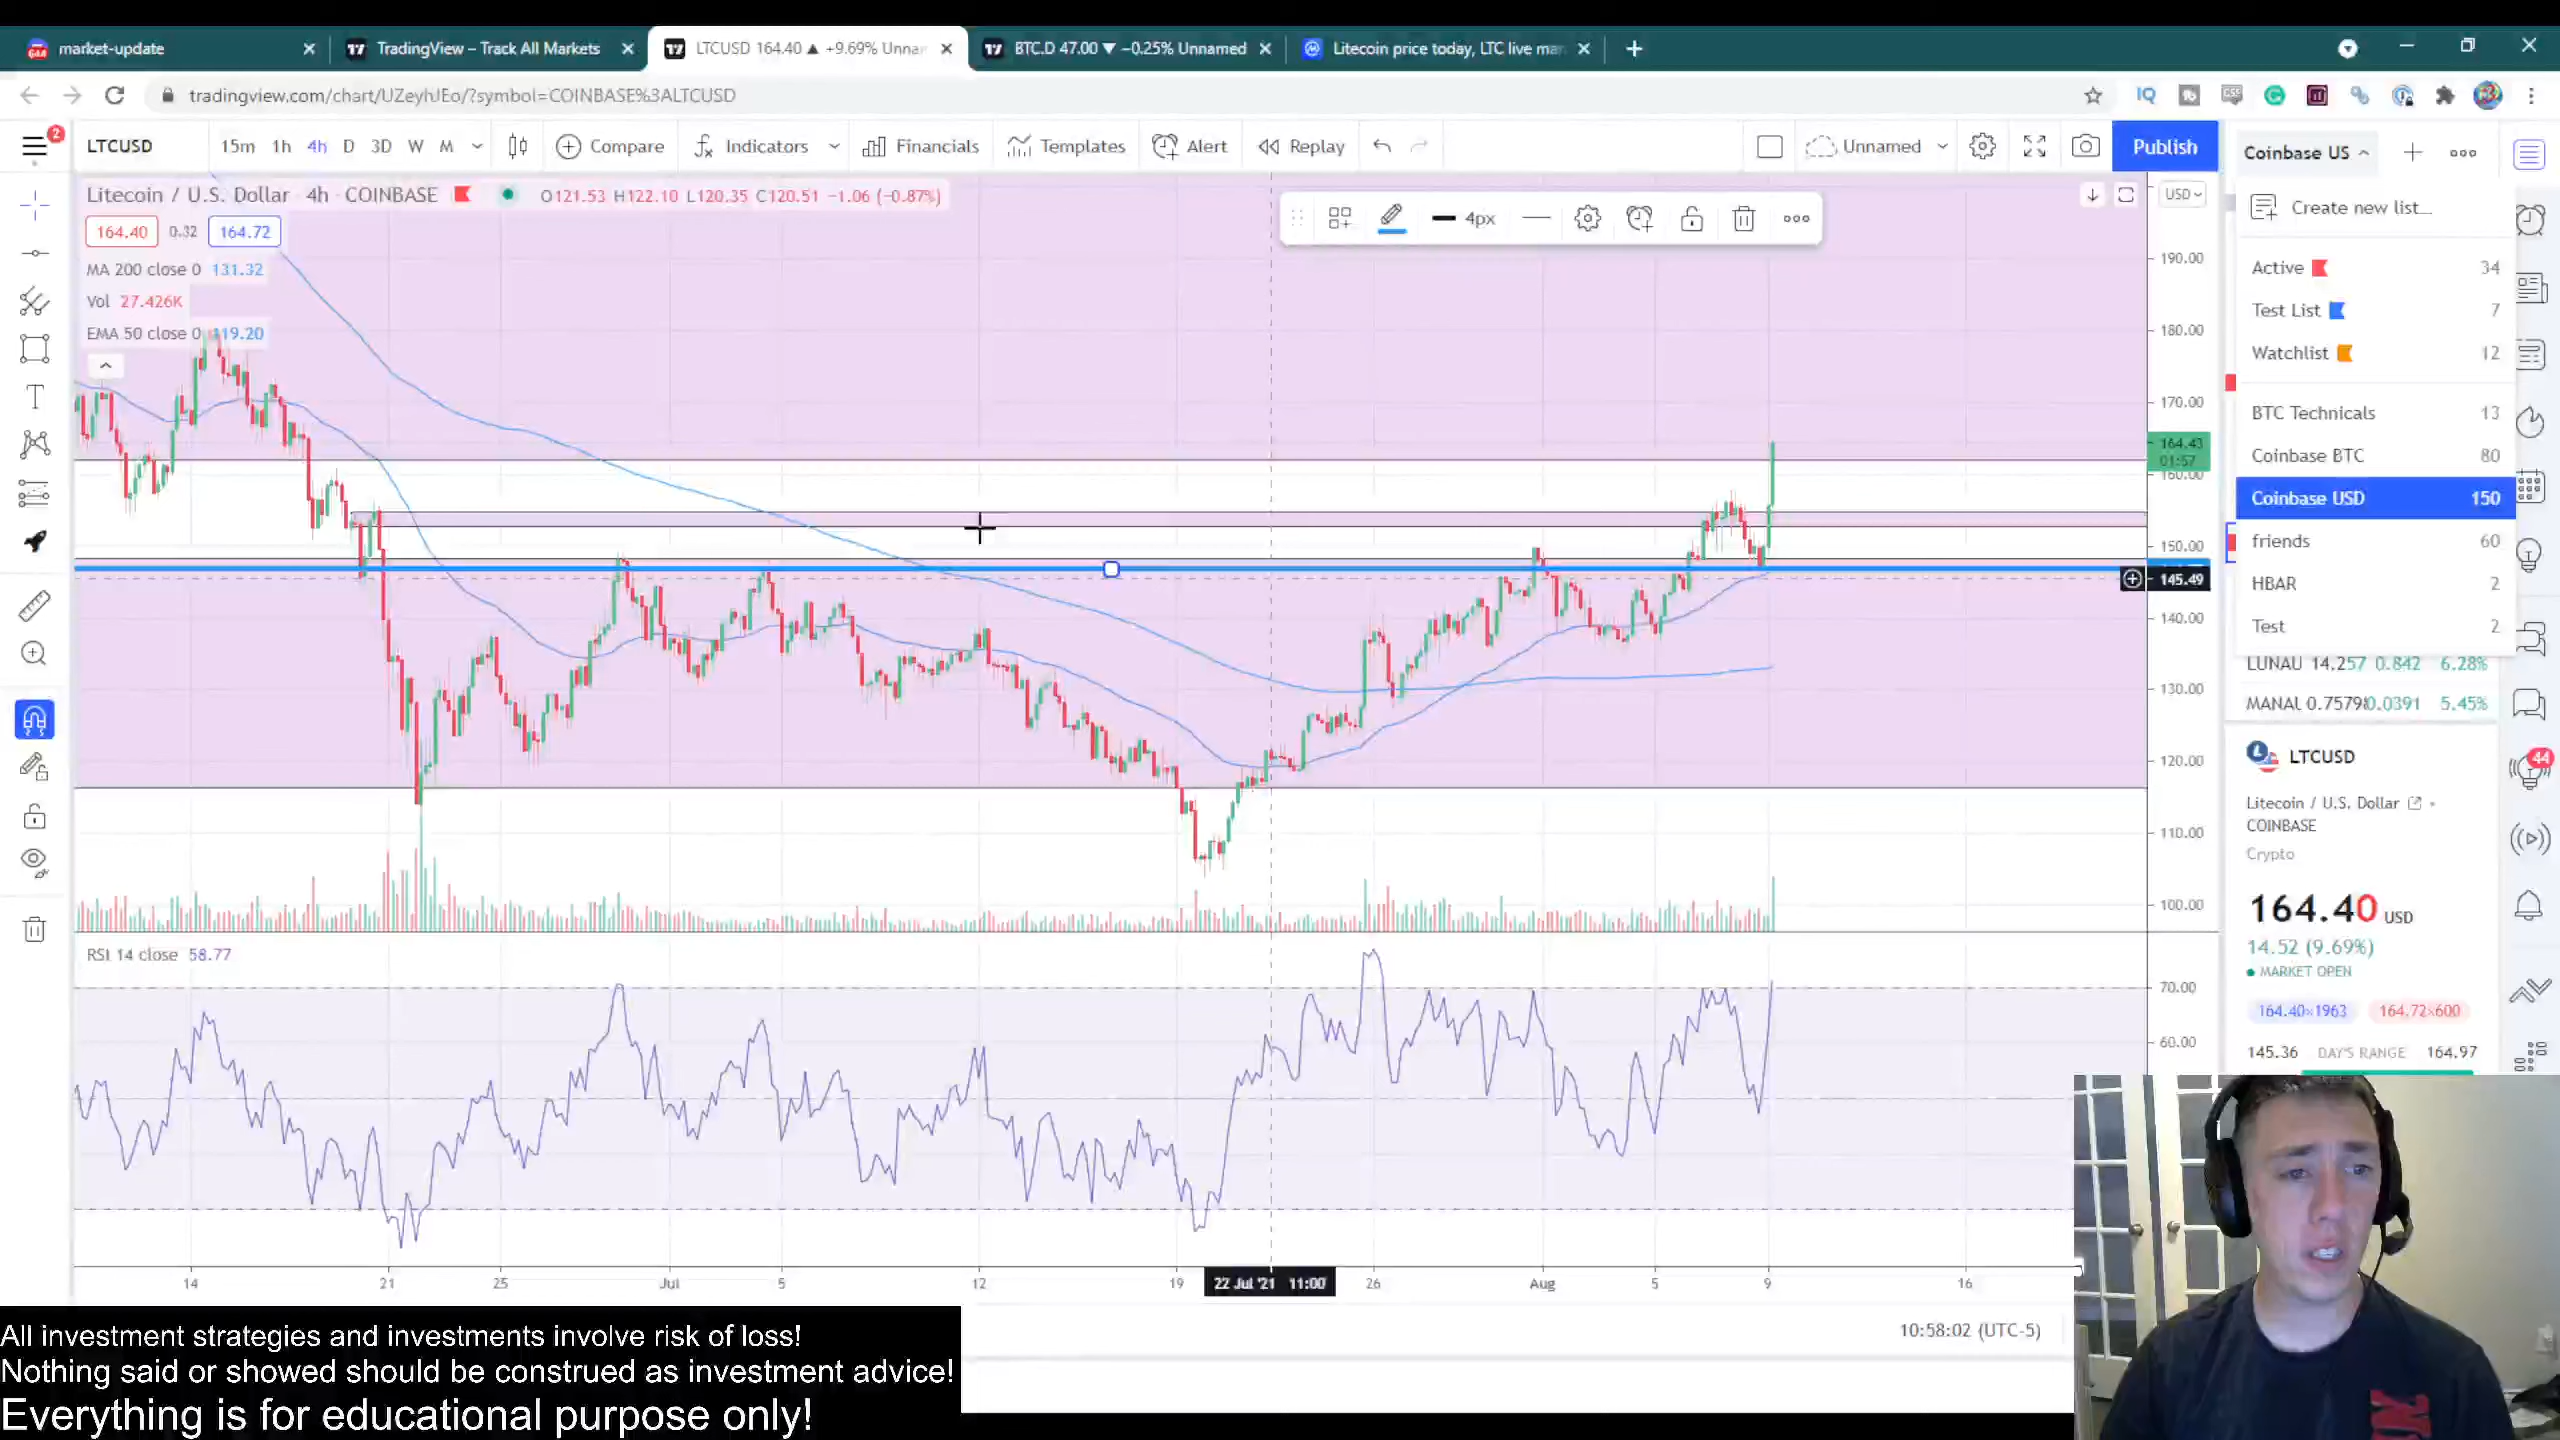 market-update
TradingView – Track All Markets
LTCUSD 164.40 ▲ +9.69% Unnar
BTC.D 47.00 ▼ −0.25% Unnamed
Litecoin price today, LTC live mar
tradingview.com/chart/UZeyhJEo/?symbol=COINBASE%3ALTCUSD
2
LTCUSD
15m 1h 4h D 3D W M
Compare
Indicators
Financials
Templates
Alert
Replay
Unnamed
Publish
Coinbase US
Litecoin / U.S. Dollar · 4h · COINBASE
O121.53 H122.10 L120.35 C120.51 −1.06 (−0.87%)
164.40 0.32 164.72
MA 200 close 0 131.32
Vol 27.426K
EMA 50 close 0 119.20
4px
USD
190.00
180.00
170.00
164.43
01:57
160.00
150.00
145.49
140.00
130.00
120.00
110.00
100.00
RSI 14 close 58.77
70.00
60.00
14 21 25 Jul 5 12 19 22 Jul '21 11:00 26 Aug 5 9 16
10:58:02 (UTC-5)
Create new list...
Active 34
Test List 7
Watchlist 12
BTC Technicals 13
Coinbase BTC 80
Coinbase USD 150
friends 60
HBAR 2
Test 2
LUNAU 14.257 0.842 6.28%
MANAL 0.7579 0.0391 5.45%
LTCUSD
Litecoin / U.S. Dollar
COINBASE
Crypto
164.40 USD
14.52 (9.69%)
MARKET OPEN
164.40×1963 164.72×600
145.36 DAY'S RANGE 164.97
44
All investment strategies and investments involve risk of loss!
Nothing said or showed should be construed as investment advice!
Everything is for educational purpose only!